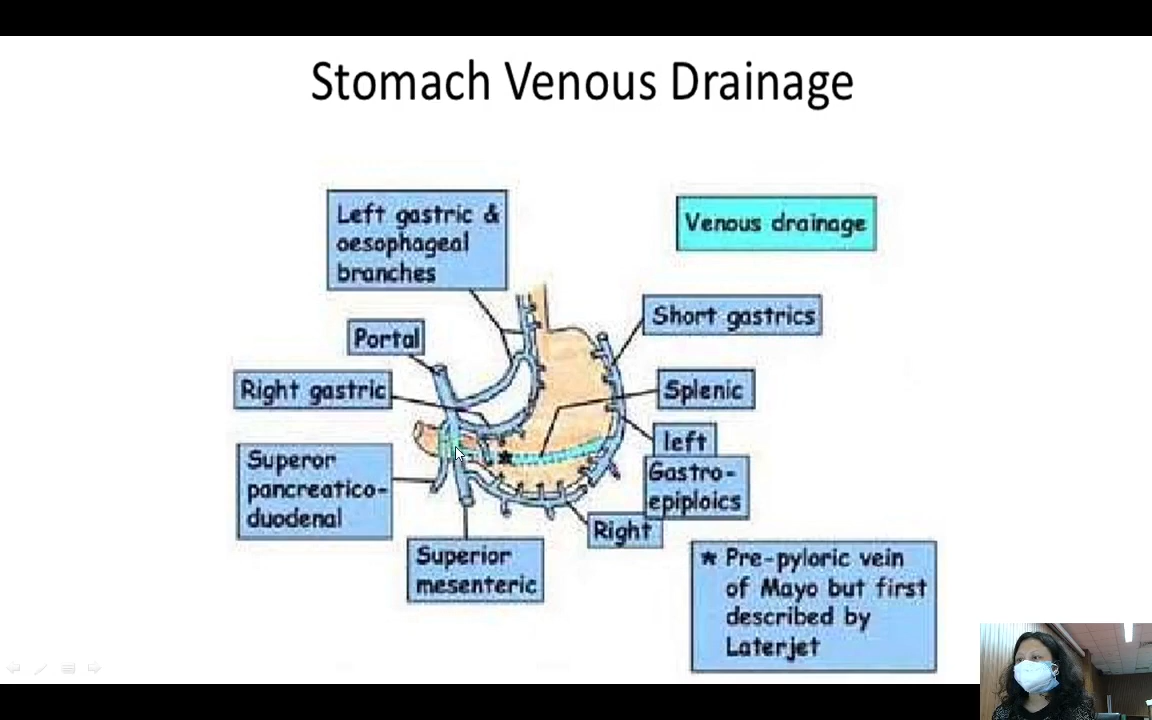 Stomach Venous Drainage
Left gastric &
oesophageal
branches
Venous drainage
Short gastrics
Portal
Right gastric
Splenic
left
Gastro-
epiploics
Superor
pancreatico-
duodenal
Right
Superior
mesenteric
* Pre-pyloric vein
of Mayo but first
described by
Laterjet